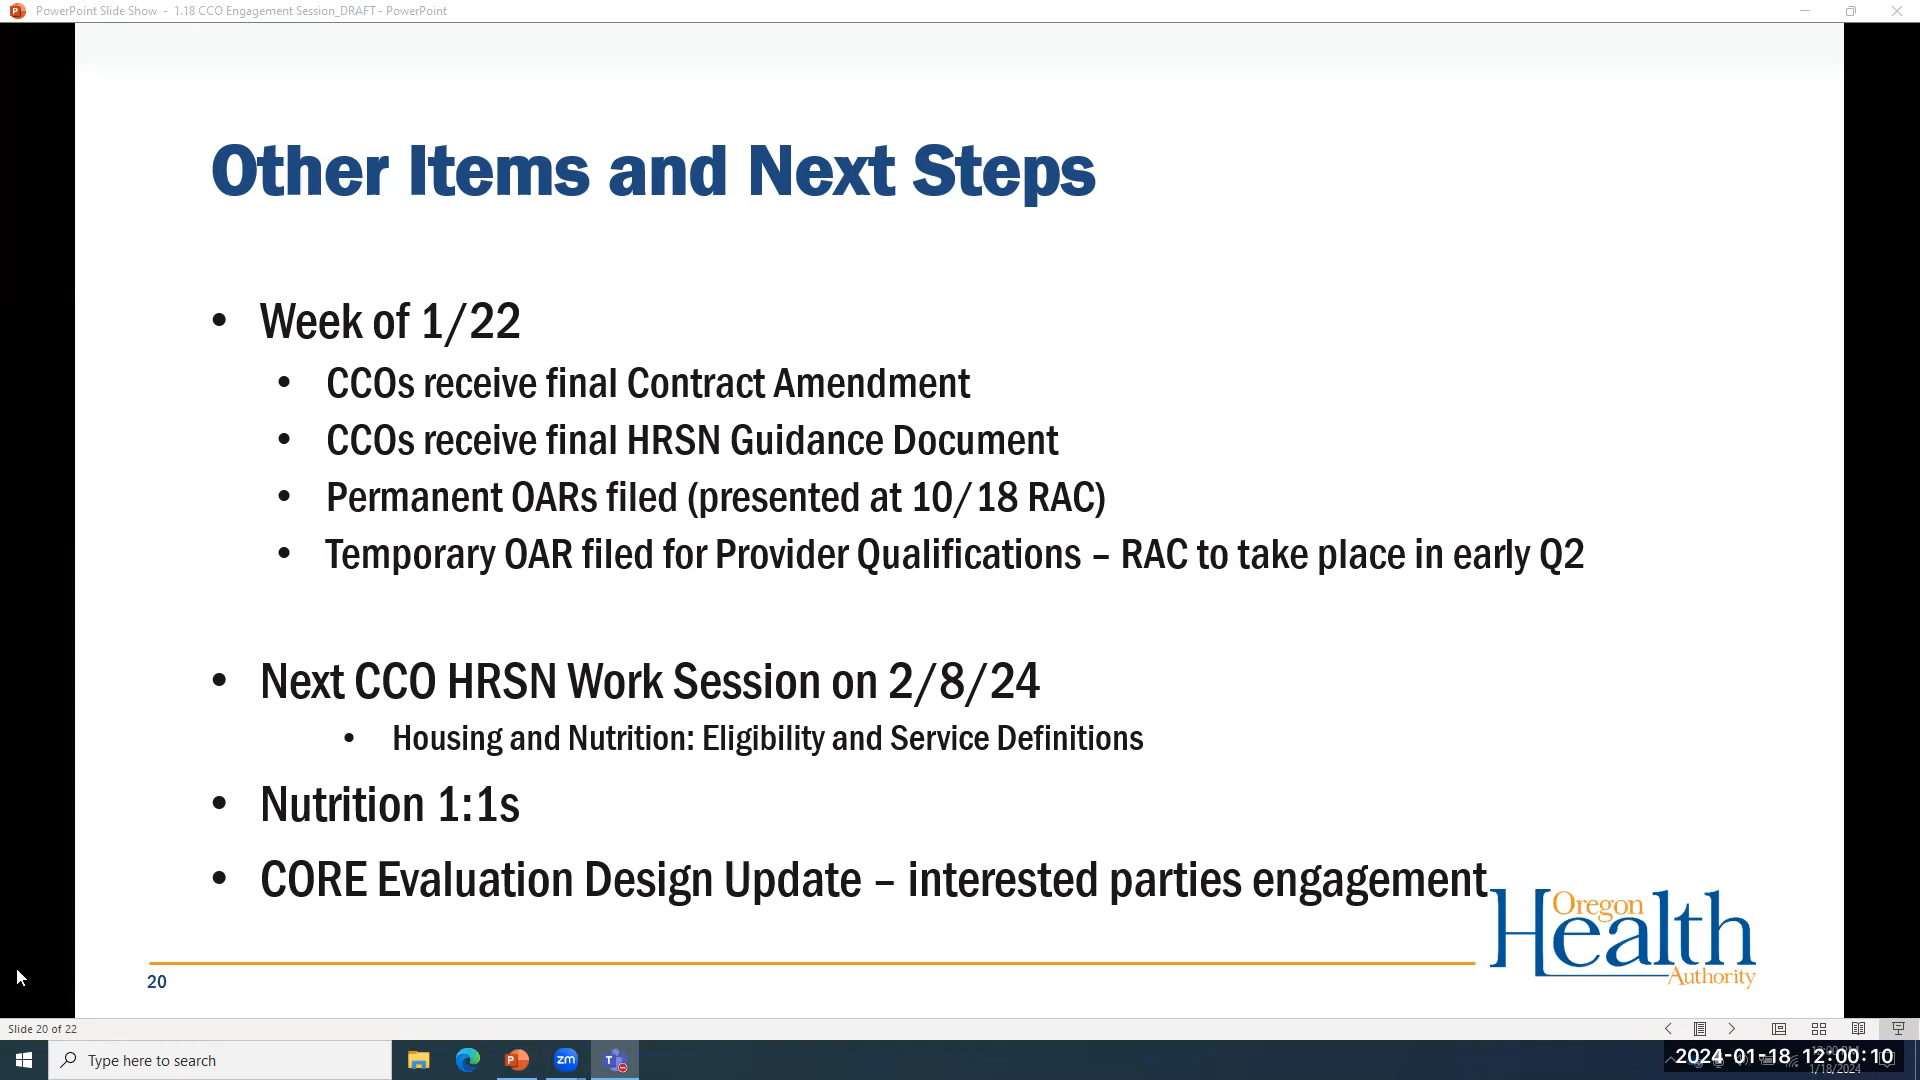 PowerPoint Slide Show - 1.18 CCO Engagement Session_DRAFT - PowerPoint
Other Items and Next Steps
• Week of 1/22
• CCOs receive final Contract Amendment
• CCOs receive final HRSN Guidance Document
• Permanent OARs filed (presented at 10/18 RAC)
• Temporary OAR filed for Provider Qualifications – RAC to take place in early Q2
• Next CCO HRSN Work Session on 2/8/24
• Housing and Nutrition: Eligibility and Service Definitions
• Nutrition 1:1s
• CORE Evaluation Design Update – interested parties engagement
Oregon
Health
Authority
20
Slide 20 of 22
Type here to search
zm
2024-01-18 12:00:10
1/18/2024